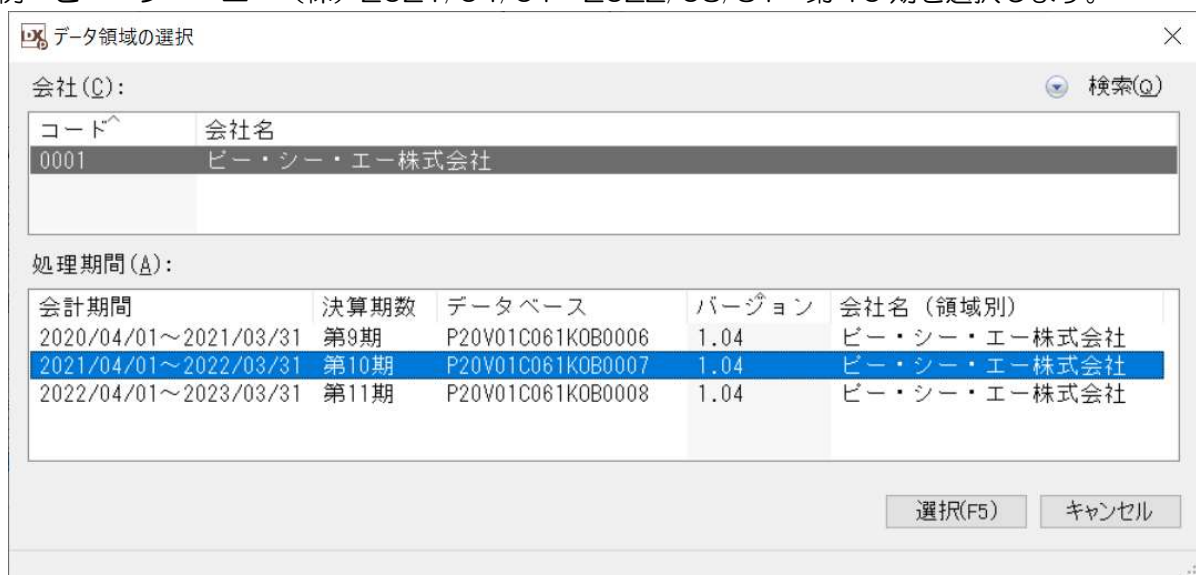 データ領域の選択
会社(C):
検索(Q)
コード 会社名
0001 ビー・シー・エー株式会社
処理期間(A):
会計期間 決算期数 データベース バージョン 会社名（領域別）
2020/04/01～2021/03/31 第9期 P20V01C061KOB0006 1.04 ビー・シー・エー株式会社
2021/04/01～2022/03/31 第10期 P20V01C061KOB0007 1.04 ビー・シー・エー株式会社
2022/04/01～2023/03/31 第11期 P20V01C061KOB0008 1.04 ビー・シー・エー株式会社
選択(F5) キャンセル